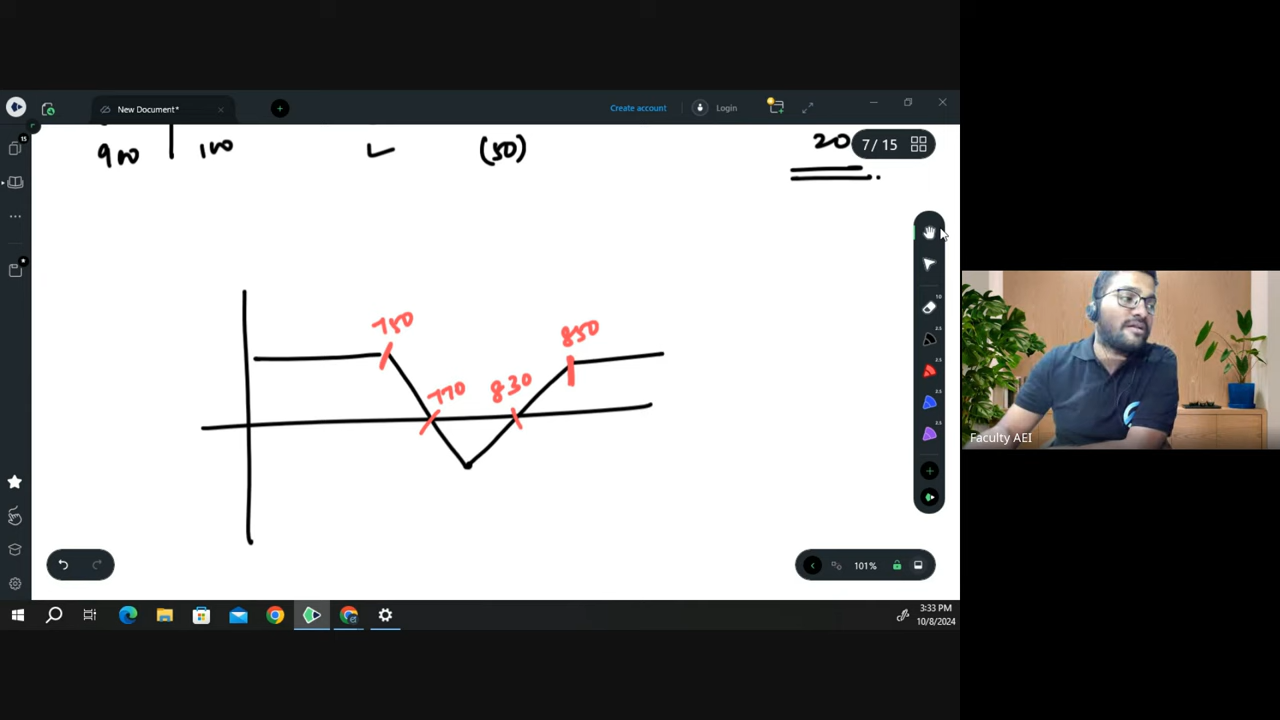 New Document*
Create account
Login
900 100 (50) 20
7 / 15
750
850
770 830
Faculty AEI
101%
3:33 PM
10/8/2024